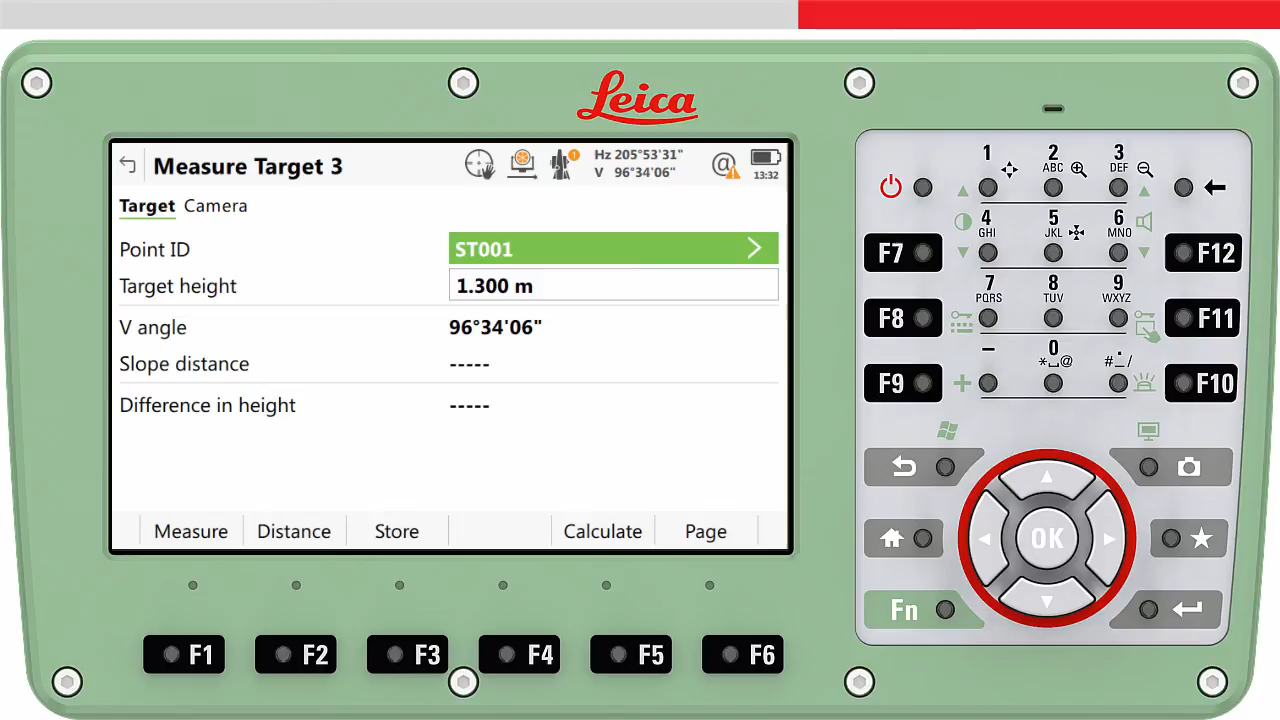 Leica
Measure Target 3
Hz 205°53'31"
V 96°34'06"
@
13:32
Target Camera
Point ID ST001
Target height 1.300 m
V angle 96°34'06"
Slope distance -----
Difference in height -----
Measure Distance Store Calculate Page
F1 F2 F3 F4 F5 F6
1 2 3
ABC DEF
4 5 6
GHI JKL MNO
F7 F12
7 8 9
PQRS TUV WXYZ
F8 F11
- 0 .
*␣@ #_/
F9 + F10
OK
Fn